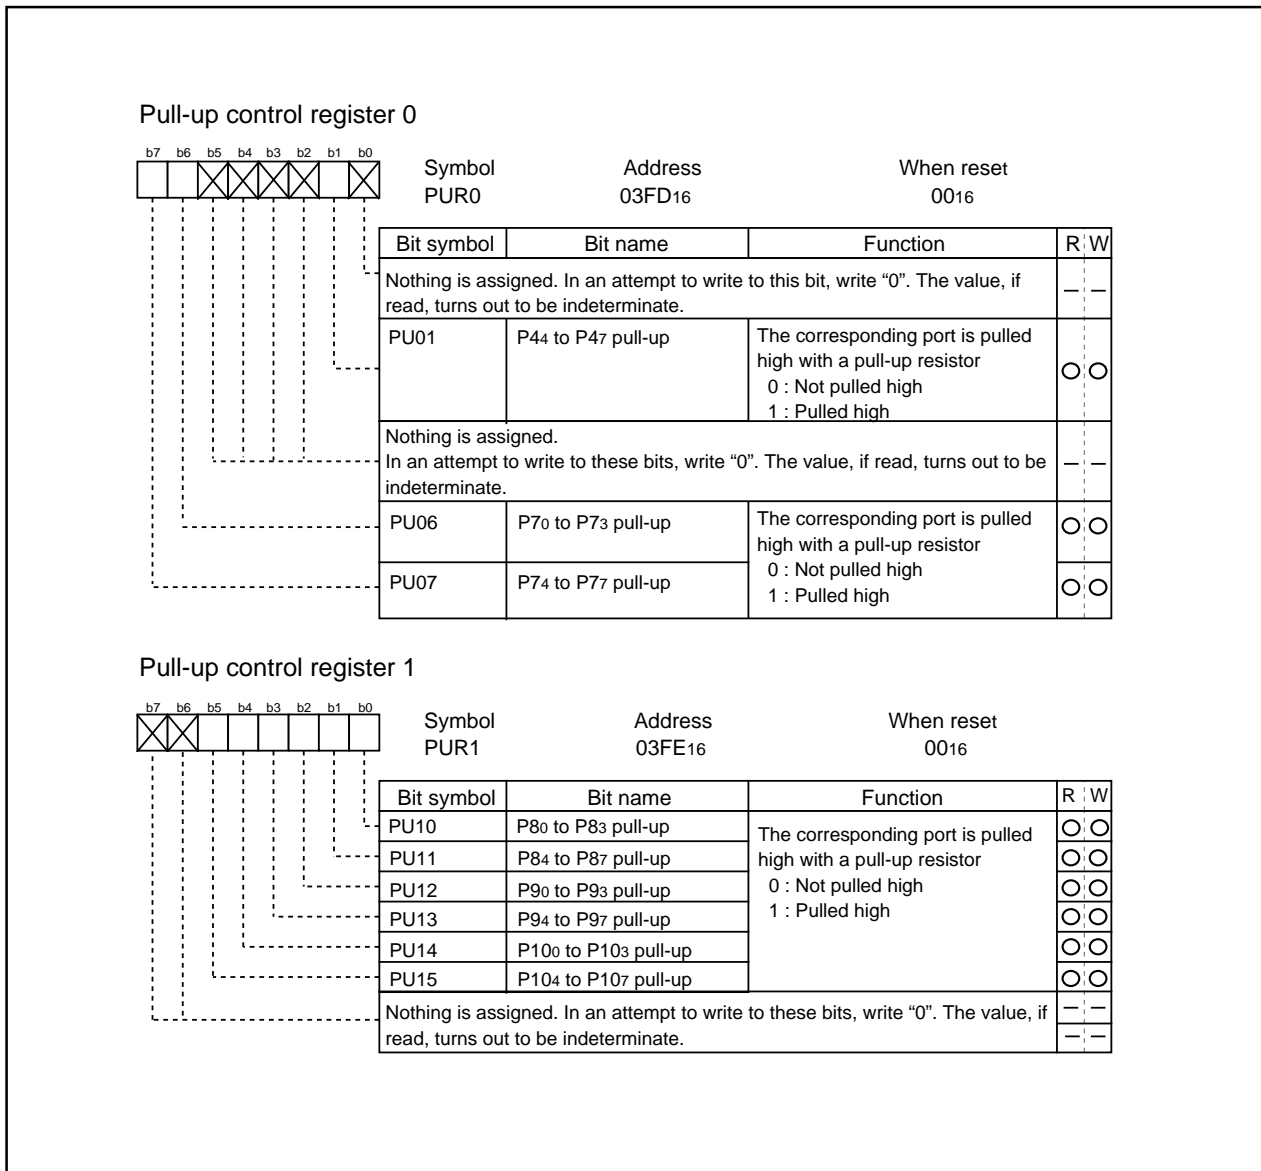 Pull-up control register 0
b7 b6 b5 b4 b3 b2 b1 b0
Symbol Address When reset
PUR0 03FD16 0016
Bit symbol Bit name Function R W
Nothing is assigned. In an attempt to write to this bit, write “0”. The value, if
read, turns out to be indeterminate.
– –
PU01 P44 to P47 pull-up The corresponding port is pulled
high with a pull-up resistor
0 : Not pulled high
1 : Pulled high
Nothing is assigned.
In an attempt to write to these bits, write “0”. The value, if read, turns out to be
indeterminate.
– –
PU06 P70 to P73 pull-up The corresponding port is pulled
high with a pull-up resistor
0 : Not pulled high
PU07 P74 to P77 pull-up 1 : Pulled high
Pull-up control register 1
b7 b6 b5 b4 b3 b2 b1 b0
Symbol Address When reset
PUR1 03FE16 0016
Bit symbol Bit name Function R W
PU10 P80 to P83 pull-up The corresponding port is pulled
PU11 P84 to P87 pull-up high with a pull-up resistor
PU12 P90 to P93 pull-up 0 : Not pulled high
PU13 P94 to P97 pull-up 1 : Pulled high
PU14 P100 to P103 pull-up
PU15 P104 to P107 pull-up
Nothing is assigned. In an attempt to write to these bits, write “0”. The value, if – –
read, turns out to be indeterminate. – –